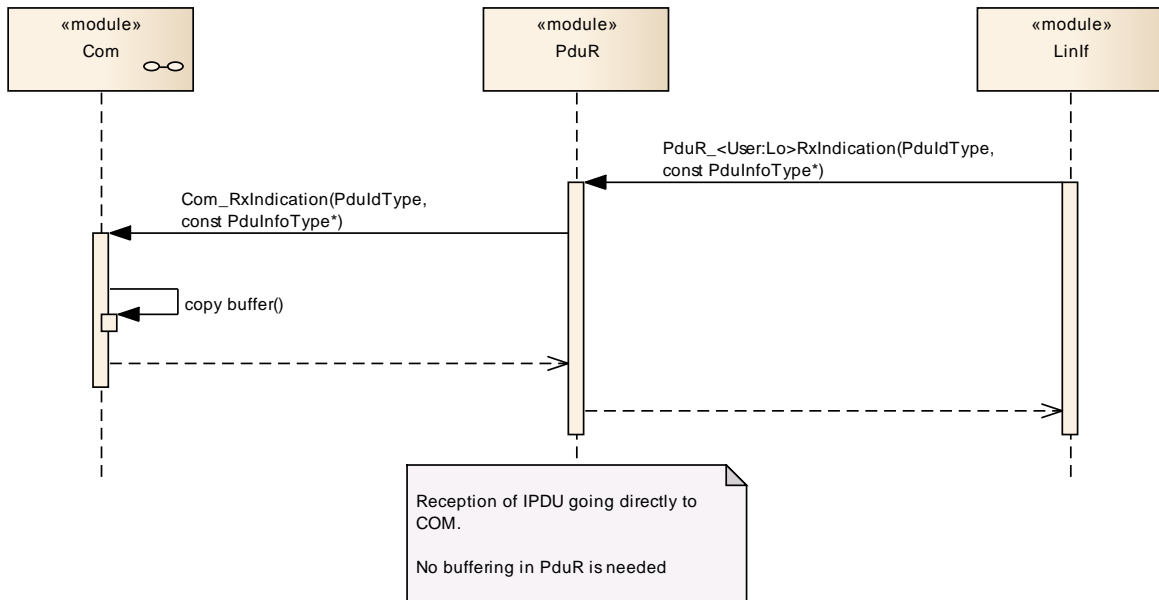 «module»
Com
«module»
PduR
«module»
LinIf
PduR_<User:Lo>RxIndication(PduIdType,
const PduInfoType*)
Com_RxIndication(PduIdType,
const PduInfoType*)
copy buffer()
Reception of IPDU going directly to
COM.
No buffering in PduR is needed